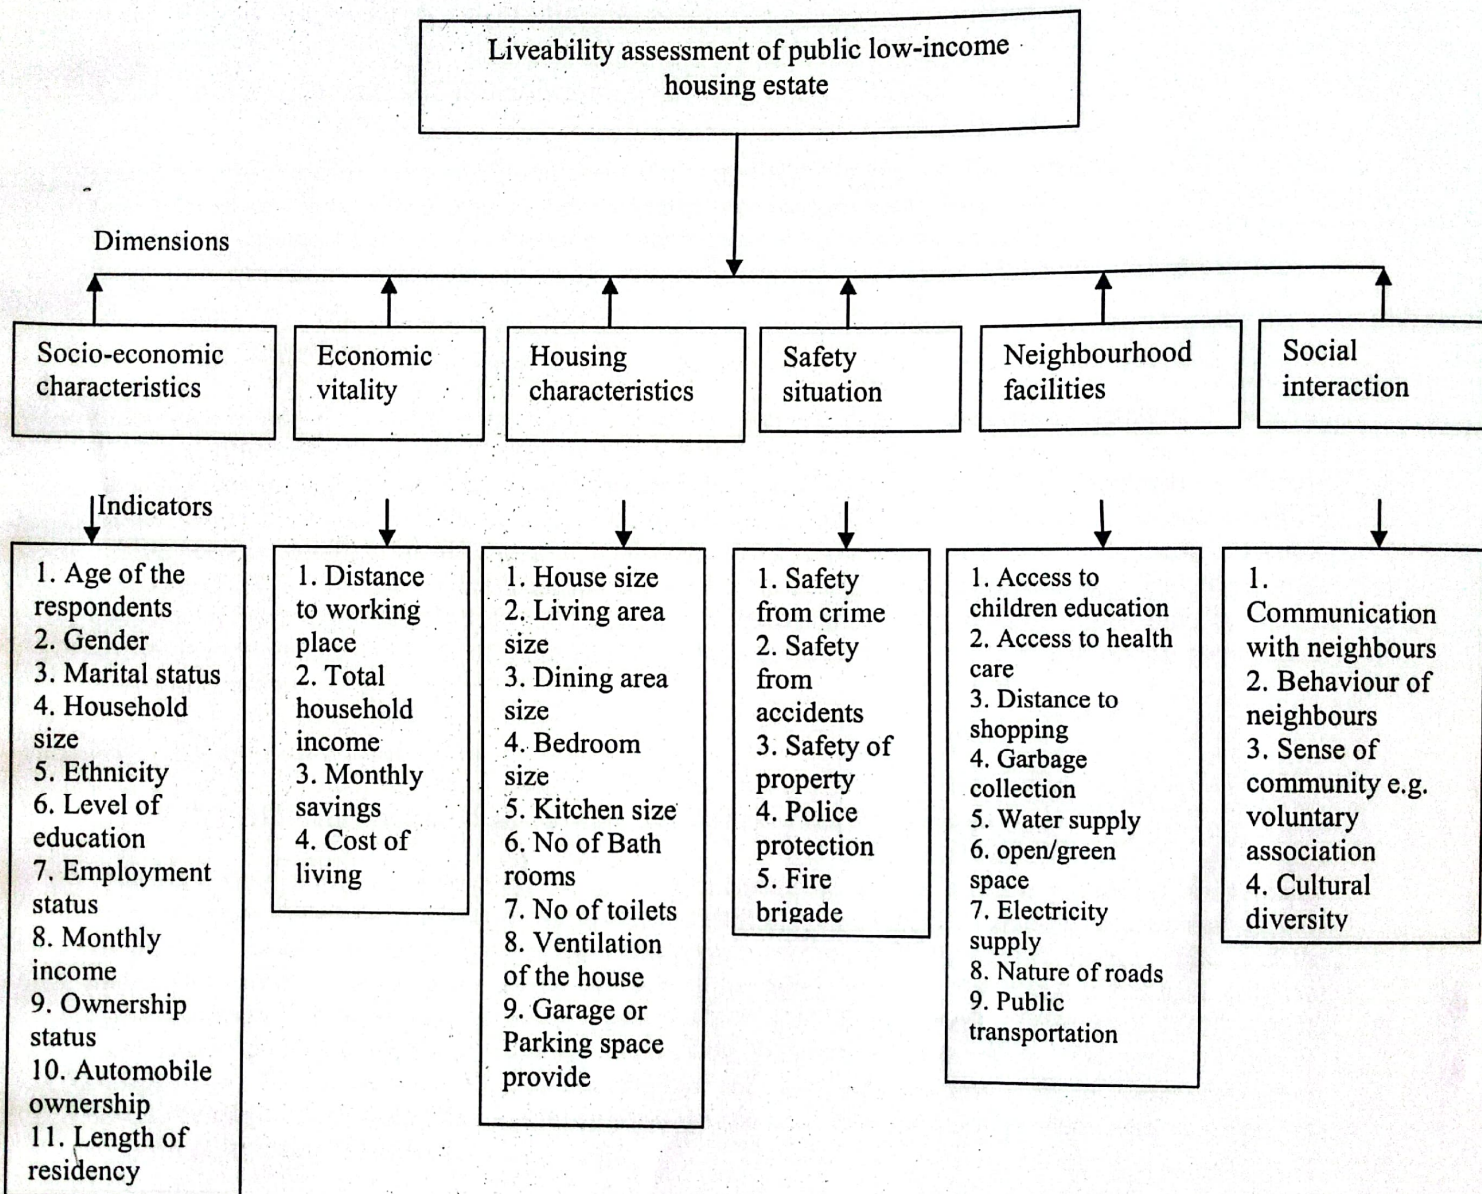 Liveability assessment of public low-income
housing estate
Dimensions
Socio-economic
characteristics
Economic
vitality
Housing
characteristics
Safety
situation
Neighbourhood
facilities
Social
interaction
Indicators
1. Age of the
respondents
2. Gender
3. Marital status
4. Household
size
5. Ethnicity
6. Level of
education
7. Employment
status
8. Monthly
income
9. Ownership
status
10. Automobile
ownership
11. Length of
residency
1. Distance
to working
place
2. Total
household
income
3. Monthly
savings
4. Cost of
living
1. House size
2. Living area
size
3. Dining area
size
4. Bedroom
size
5. Kitchen size
6. No of Bath
rooms
7. No of toilets
8. Ventilation
of the house
9. Garage or
Parking space
provide
1. Safety
from crime
2. Safety
from
accidents
3. Safety of
property
4. Police
protection
5. Fire
brigade
1. Access to
children education
2. Access to health
care
3. Distance to
shopping
4. Garbage
collection
5. Water supply
6. open/green
space
7. Electricity
supply
8. Nature of roads
9. Public
transportation
1.
Communication
with neighbours
2. Behaviour of
neighbours
3. Sense of
community e.g.
voluntary
association
4. Cultural
diversity